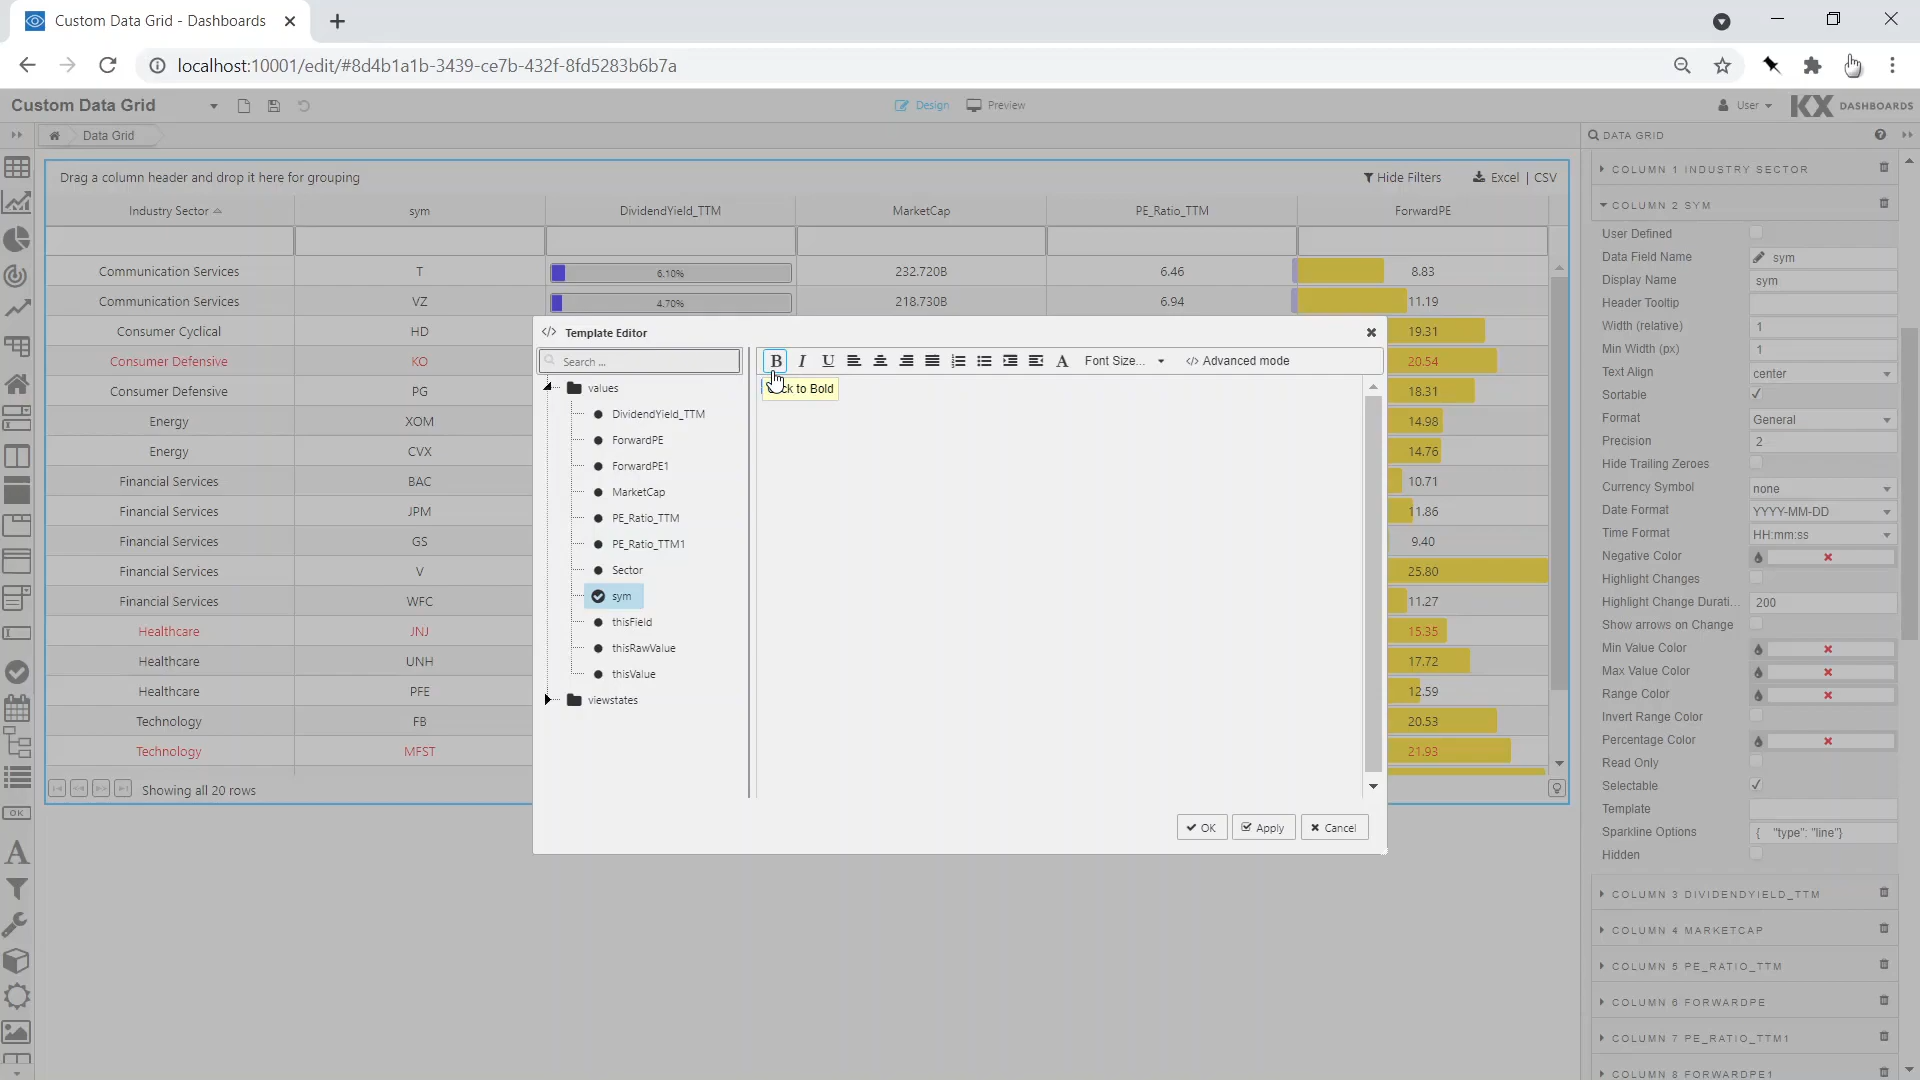 Custom Data Grid - Dashboards
localhost:10001/edit/#8d4b1a1b-3439-ce7b-432f-8fd5283b6b7a
Custom Data Grid
Design
Preview
User
KX DASHBOARDS
Data Grid
DATA GRID
Drag a column header and drop it here for grouping
Hide Filters
Excel | CSV
Industry Sector sym DividendYield_TTM MarketCap PE_Ratio_TTM ForwardPE
Communication Services T 6.10% 232.720B 6.46 8.83
Communication Services VZ 4.70% 218.730B 6.94 11.19
Consumer Cyclical HD 19.31
Consumer Defensive KO 20.54
Consumer Defensive PG 18.31
Energy XOM 14.98
Energy CVX 14.76
Financial Services BAC 10.71
Financial Services JPM 11.86
Financial Services GS 9.40
Financial Services V 25.80
Financial Services WFC 11.27
Healthcare JNJ 15.35
Healthcare UNH 17.72
Healthcare PFE 12.59
Technology FB 20.53
Technology MFST 21.93
Showing all 20 rows
</> Template Editor
Search ...
B I U A Font Size... </> Advanced mode
ck to Bold
values
DividendYield_TTM
ForwardPE
ForwardPE1
MarketCap
PE_Ratio_TTM
PE_Ratio_TTM1
Sector
sym
thisField
thisRawValue
thisValue
viewstates
OK
Apply
Cancel
OK
A
COLUMN 1 INDUSTRY SECTOR
COLUMN 2 SYM
User Defined
Data Field Name sym
Display Name sym
Header Tooltip
Width (relative) 1
Min Width (px) 1
Text Align center
Sortable
Format General
Precision 2
Hide Trailing Zeroes
Currency Symbol none
Date Format YYYY-MM-DD
Time Format HH:mm:ss
Negative Color
Highlight Changes
Highlight Change Durati... 200
Show arrows on Change
Min Value Color
Max Value Color
Range Color
Invert Range Color
Percentage Color
Read Only
Selectable
Template
Sparkline Options { "type": "line"}
Hidden
COLUMN 3 DIVIDENDYIELD_TTM
COLUMN 4 MARKETCAP
COLUMN 5 PE_RATIO_TTM
COLUMN 6 FORWARDPE
COLUMN 7 PE_RATIO_TTM1
COLUMN 8 FORWARDPE1